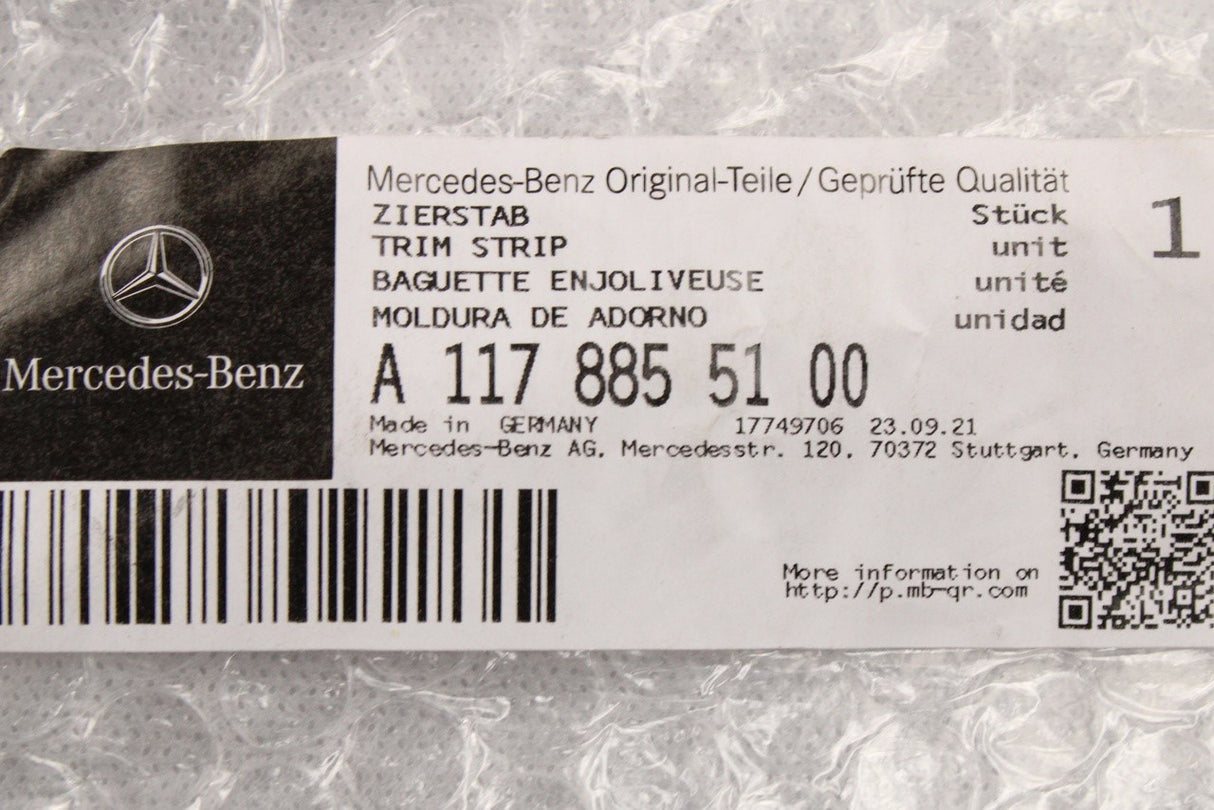 Mercedes-Benz Original-Teile/Geprüfte Qualität
ZIERSTAB Stück 1
TRIM STRIP unit
BAGUETTE ENJOLIVEUSE unité
MOLDURA DE ADORNO unidad
Mercedes-Benz
A 117 885 51 00
Made in GERMANY 17749706 23.09.21
Mercedes-Benz AG, Mercedesstr. 120, 70372 Stuttgart, Germany
More information on
http://p.mb-qr.com